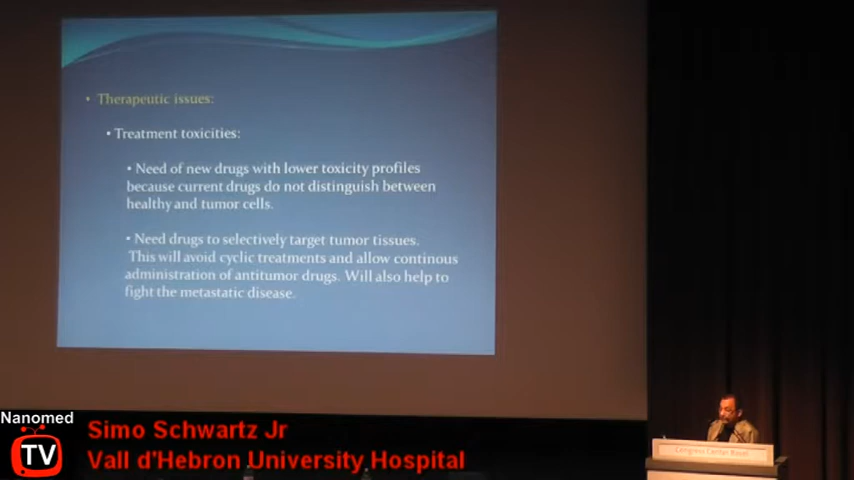 • Therapeutic issues:
• Treatment toxicities:
• Need of new drugs with lower toxicity profiles
because current drugs do not distinguish between
healthy and tumor cells.
• Need drugs to selectively target tumor tissues.
This will avoid cyclic treatments and allow continous
administration of antitumor drugs. Will also help to
fight the metastatic disease.
Nanomed
TV
Simo Schwartz Jr
Vall d'Hebron University Hospital